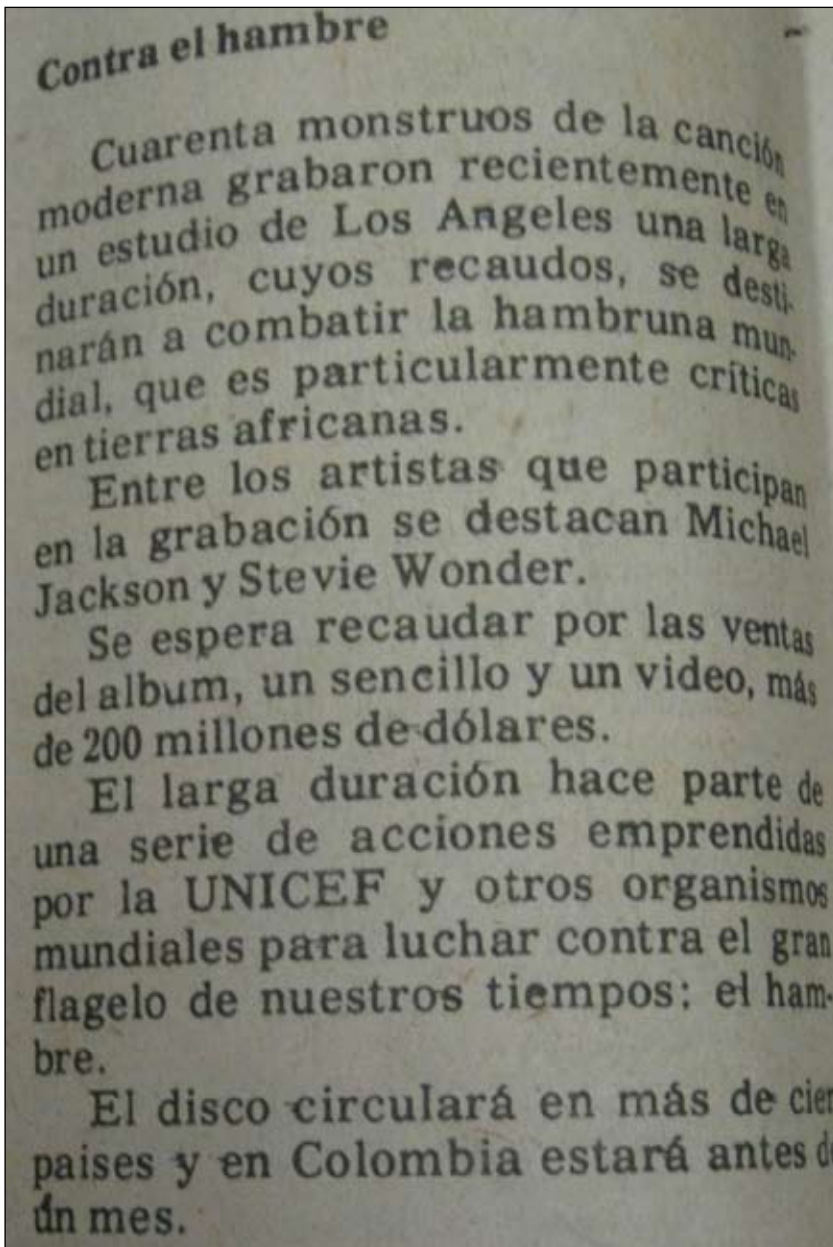 Contra el hambre
Cuarenta monstruos de la canción
moderna grabaron recientemente en
un estudio de Los Angeles una larga
duración, cuyos recaudos, se desti-
narán a combatir la hambruna mun-
dial, que es particularmente críticas
en tierras africanas.
Entre los artistas que participan
en la grabación se destacan Michael
Jackson y Stevie Wonder.
Se espera recaudar por las ventas
del album, un sencillo y un video, más
de 200 millones de dólares.
El larga duración hace parte de
una serie de acciones emprendidas
por la UNICEF y otros organismos
mundiales para luchar contra el gran
flagelo de nuestros tiempos: el ham-
bre.
El disco circulará en más de cien
paises y en Colombia estará antes de
un mes.